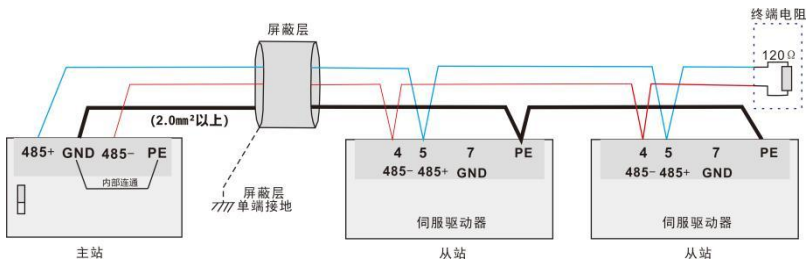 终端电阻
屏蔽层
120Ω
(2.0mm²以上)
485+ GND 485- PE
内部连通
4 5 7 PE
485- 485+ GND
4 5 7 PE
485- 485+ GND
屏蔽层
单端接地
伺服驱动器
伺服驱动器
主站
从站
从站